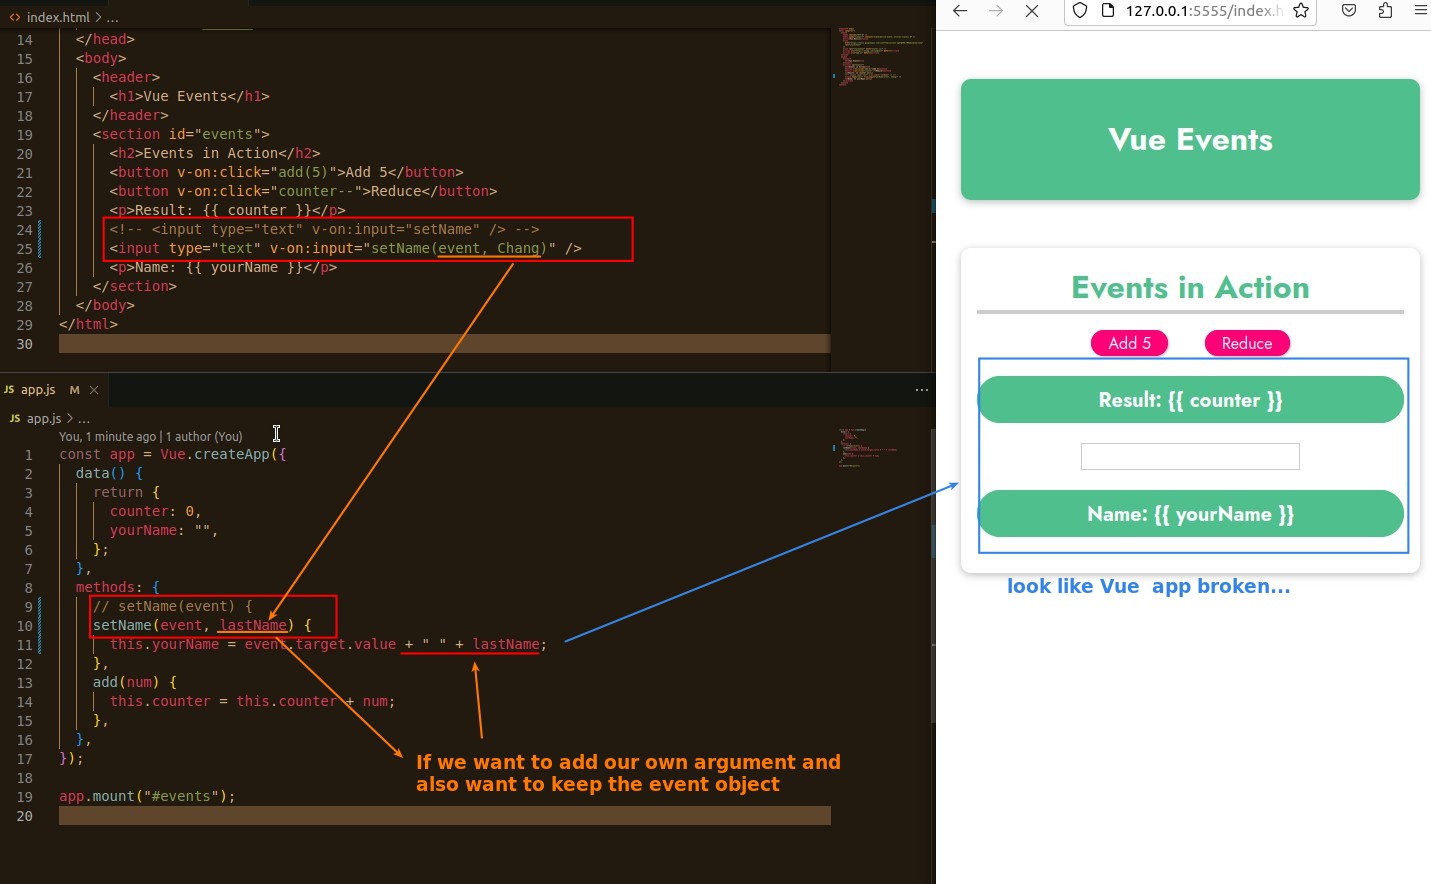 index.html > ...
14 </head>
15 <body>
16 <header>
17 <h1>Vue Events</h1>
18 </header>
19 <section id="events">
20 <h2>Events in Action</h2>
21 <button v-on:click="add(5)">Add 5</button>
22 <button v-on:click="counter--">Reduce</button>
23 <p>Result: {{ counter }}</p>
24 <!-- <input type="text" v-on:input="setName" /> -->
25 <input type="text" v-on:input="setName(event, Chang)" />
26 <p>Name: {{ yourName }}</p>
27 </section>
28 </body>
29 </html>
30
JS app.js M
JS app.js > ...
You, 1 minute ago | 1 author (You)
1 const app = Vue.createApp({
2 data() {
3 return {
4 counter: 0,
5 yourName: "",
6 };
7 },
8 methods: {
9 // setName(event) {
10 setName(event, lastName) {
11 this.yourName = event.target.value + " " + lastName;
12 },
13 add(num) {
14 this.counter = this.counter + num;
15 },
16 },
17 });
18
19 app.mount("#events");
20
If we want to add our own argument and
also want to keep the event object
127.0.0.1:5555/index.h
Vue Events
Events in Action
Add 5 Reduce
Result: {{ counter }}
Name: {{ yourName }}
look like Vue app broken...